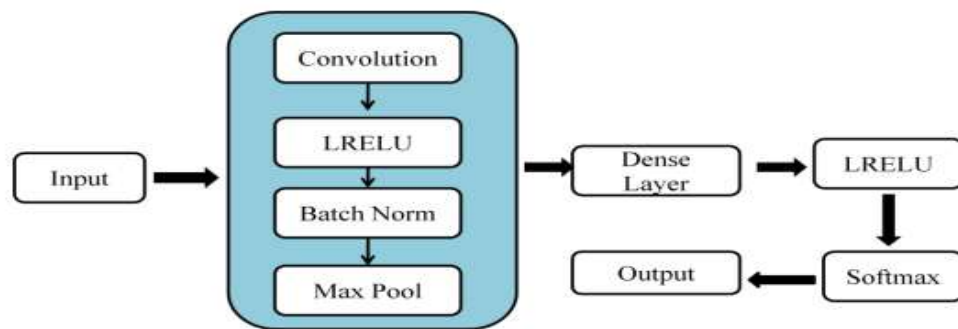 Input
Convolution
LRELU
Batch Norm
Max Pool
Dense
Layer
LRELU
Softmax
Output